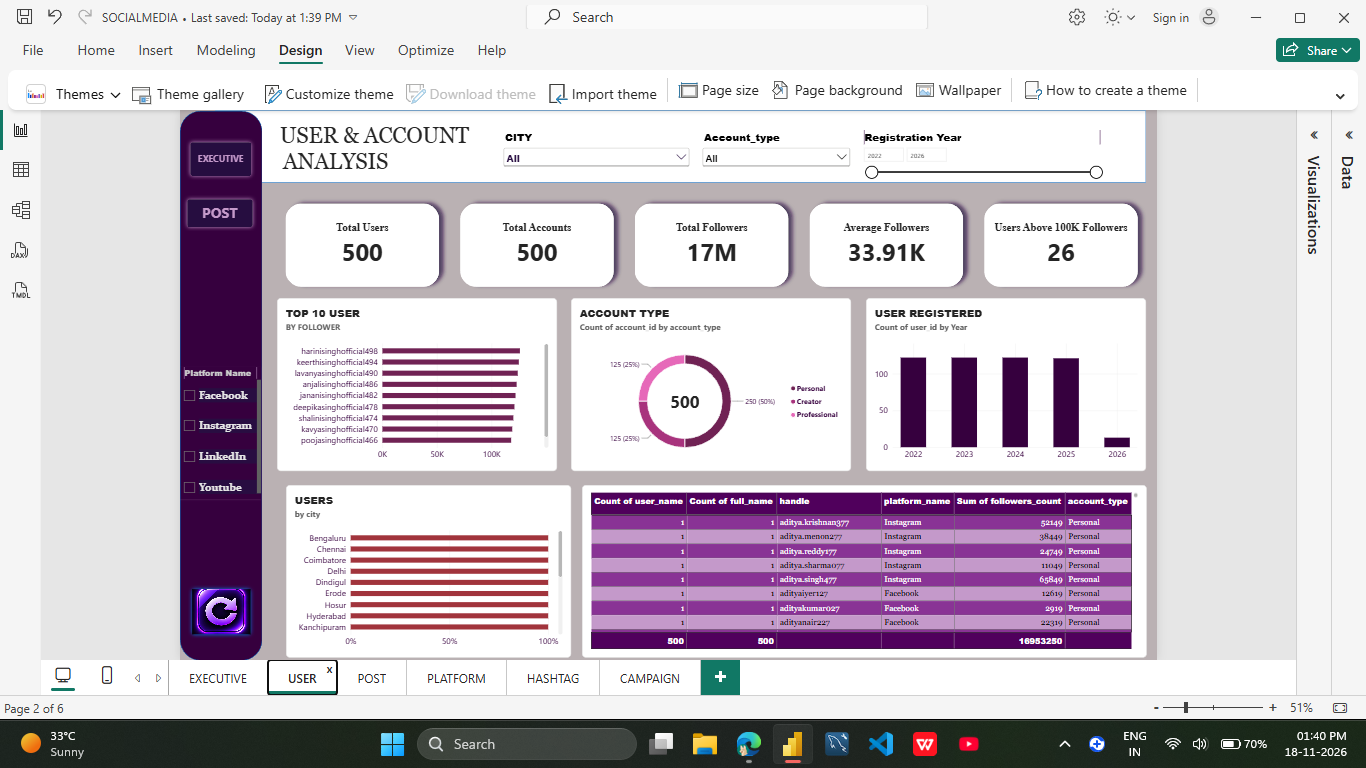 SOCIALMEDIA • Last saved: Today at 1:39 PM
Search
Sign in
File Home Insert Modeling Design View Optimize Help
Share
Themes Theme gallery Customize theme Download theme Import theme Page size Page background Wallpaper How to create a theme
DAX
TMDL
EXECUTIVE
POST
Platform Name
Facebook
Instagram
LinkedIn
Youtube
USER & ACCOUNT
ANALYSIS
CITY
All
Account_type
All
Registration Year
2022 2026
Total Users
500
Total Accounts
500
Total Followers
17M
Average Followers
33.91K
Users Above 100K Followers
26
TOP 10 USER
BY FOLLOWER
harinisinghofficial498
keerthisinghofficial494
lavanyasinghofficial490
anjalisinghofficial486
jananisinghofficial482
deepikasinghofficial478
shalinisinghofficial474
kavyasinghofficial470
poojasinghofficial466
0K 50K 100K
ACCOUNT TYPE
Count of account_id by account_type
125 (25%)
250 (50%)
125 (25%)
500
Personal
Creator
Professional
USER REGISTERED
Count of user_id by Year
100
50
0
2022 2023 2024 2025 2026
USERS
by city
Bengaluru
Chennai
Coimbatore
Delhi
Dindigul
Erode
Hosur
Hyderabad
Kanchipuram
0% 50% 100%
Count of user_name Count of full_name handle platform_name Sum of followers_count account_type
1 1 aditya.krishnan377 Instagram 52149 Personal
1 1 aditya.menon277 Instagram 38449 Personal
1 1 aditya.reddy177 Instagram 24749 Personal
1 1 aditya.sharma077 Instagram 11049 Personal
1 1 aditya.singh477 Instagram 65849 Personal
1 1 adityaiyer127 Facebook 12619 Personal
1 1 adityakumar027 Facebook 2919 Personal
1 1 adityanair227 Facebook 22319 Personal
500 500 16953250
Visualizations
Data
EXECUTIVE USER x POST PLATFORM HASHTAG CAMPAIGN +
Page 2 of 6
- + 51%
33°C
Sunny
Search
ENG
IN
70%
01:40 PM
18-11-2026